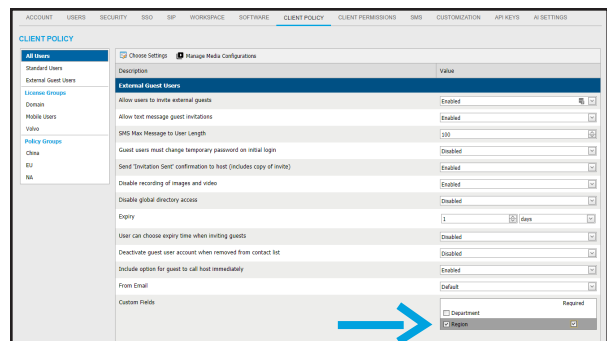 ACCOUNT USERS SECURITY SSO SIP WORKSPACE SOFTWARE CLIENT POLICY CLIENT PERMISSIONS SMS CUSTOMIZATION API KEYS AI SETTINGS
CLIENT POLICY
All Users
Standard Users
External Guest Users
License Groups
Domain
Mobile Users
Volvo
Policy Groups
China
EU
NA
Choose Settings Manage Media Configurations
Description Value
External Guest Users
Allow users to invite external guests Enabled
Allow text message guest invitations Enabled
SMS Max Message to User Length 100
Guest users must change temporary password on initial login Disabled
Send 'Invitation Sent' confirmation to host (includes copy of invite) Enabled
Disable recording of images and video Enabled
Disable global directory access Disabled
Expiry 1 days
User can choose expiry time when inviting guests Disabled
Deactivate guest user account when removed from contact list Disabled
Include option for guest to call host immediately Enabled
From Email Default
Custom Fields Required
Department
Region